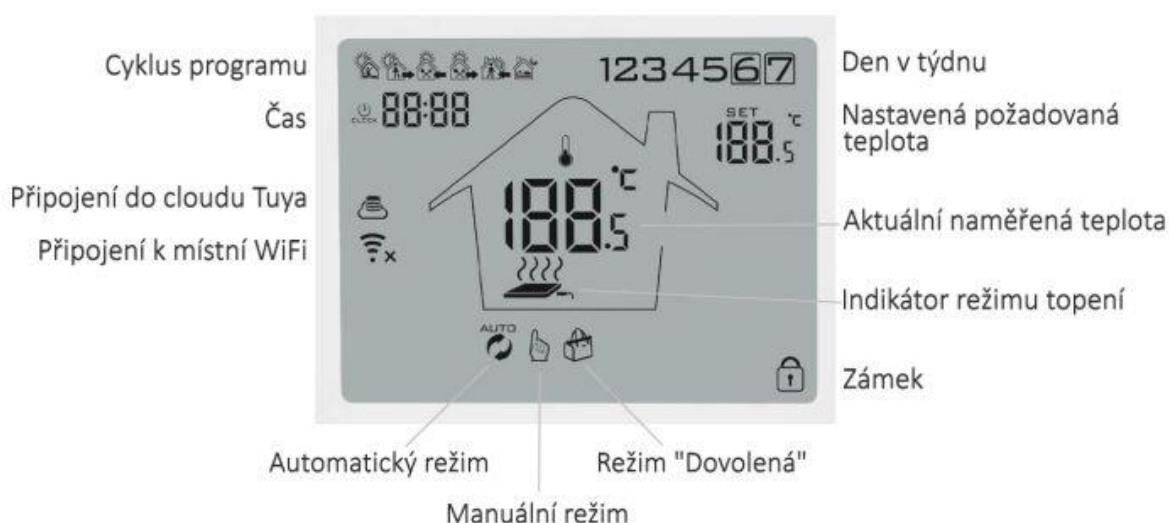 Cyklus programu
1234567
Den v týdnu
Čas
CLOCK 88:88
SET
188.5 °C
Nastavená požadovaná
teplota
Připojení do cloudu Tuya
188.5 °C
Aktuální naměřená teplota
Připojení k místní WiFi
Indikátor režimu topení
AUTO
Zámek
Automatický režim
Režim "Dovolená"
Manuální režim